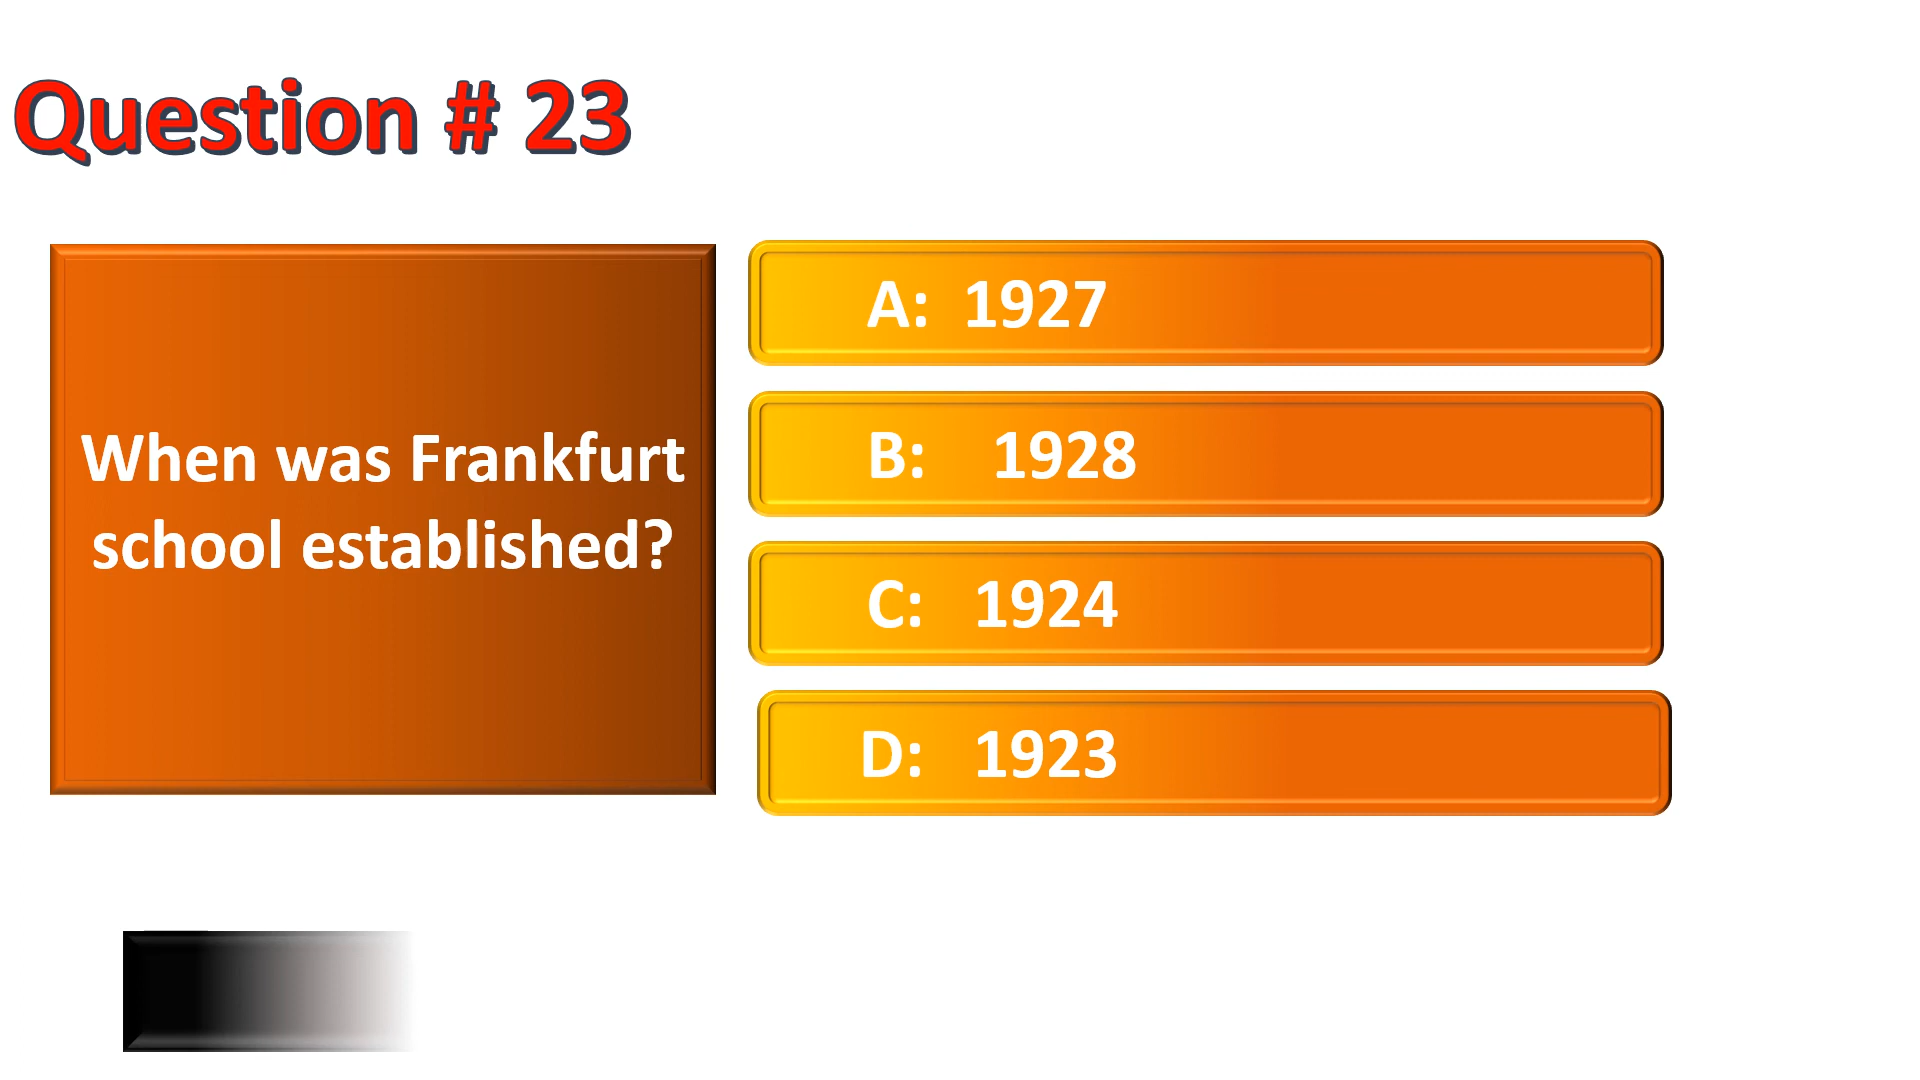 Question # 23
When was Frankfurt
school established?
A: 1927
B: 1928
C: 1924
D: 1923